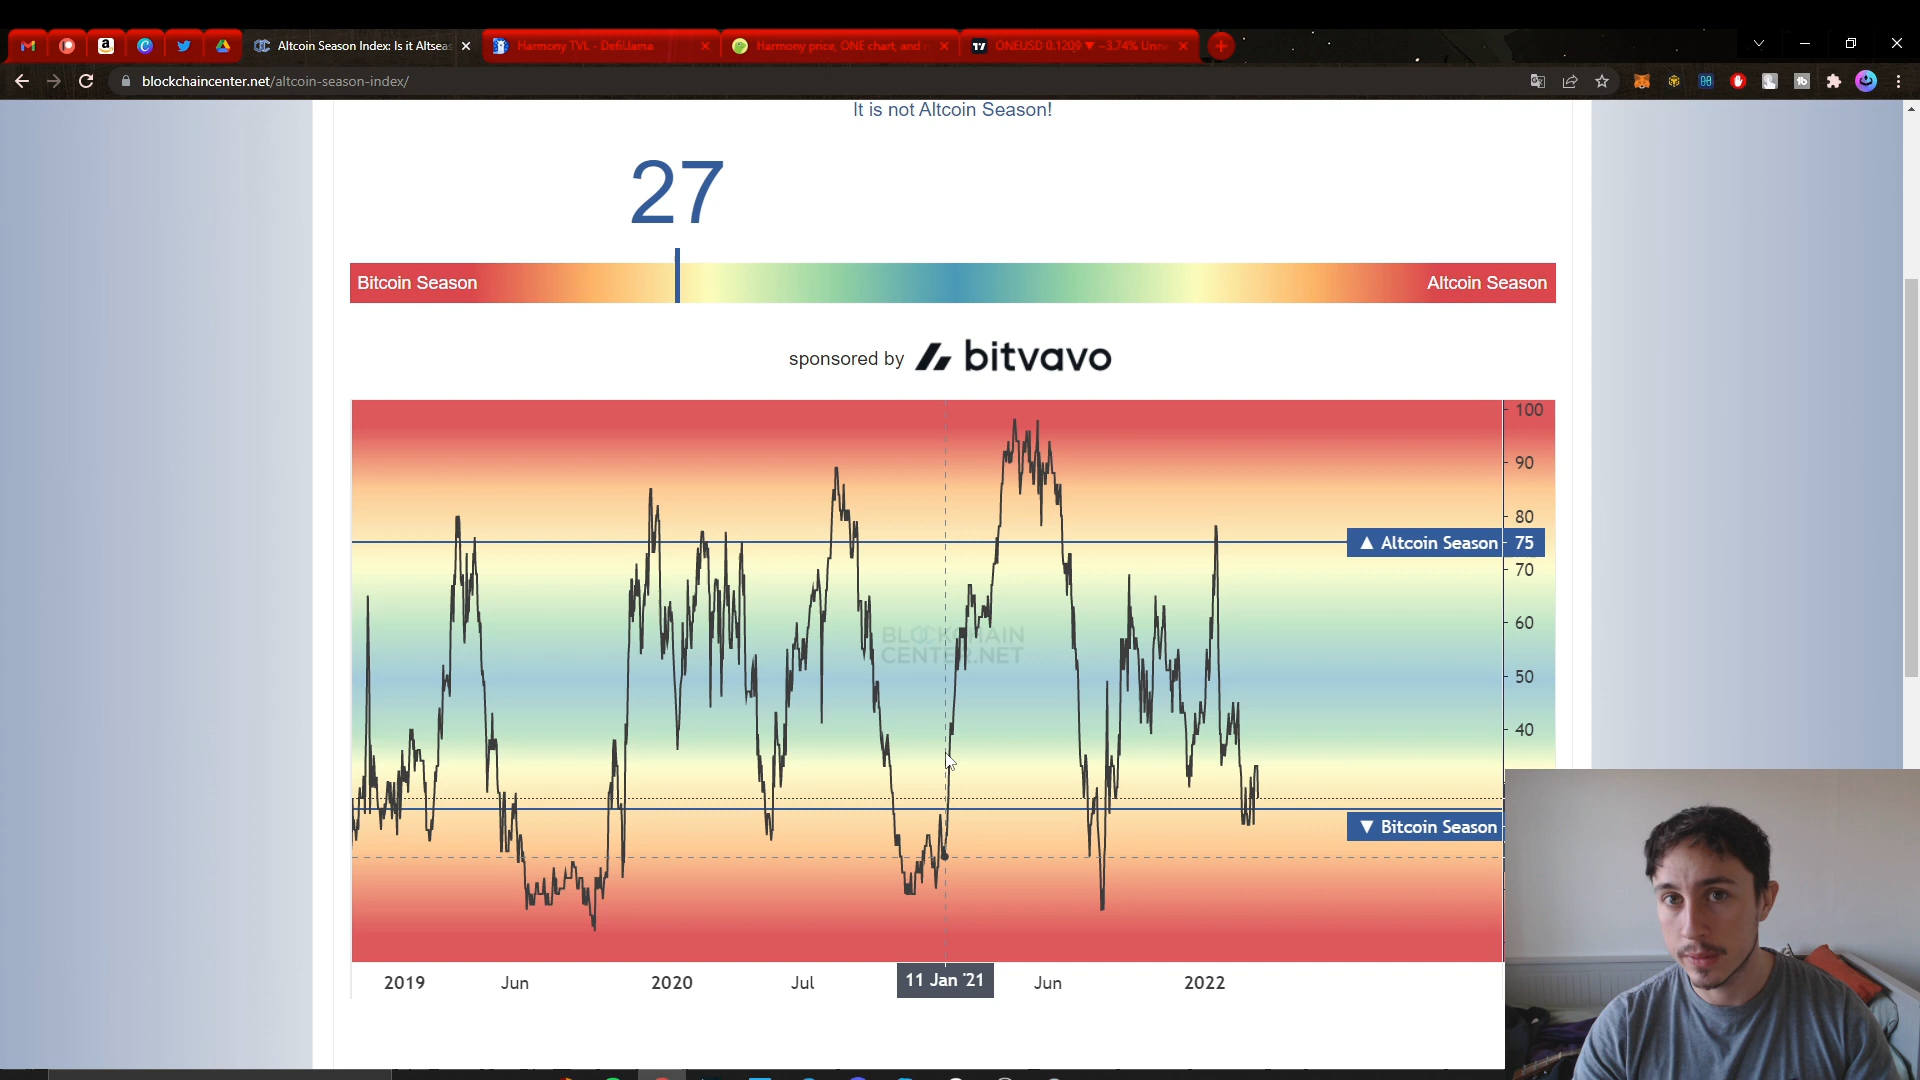 Altcoin Season Index: Is it Altseas
Harmony TVL - DefiLlama
Harmony price, ONE chart, and
ONEUSD 0.1209 ▼ −3.74% Unn
blockchaincenter.net/altcoin-season-index/
It is not Altcoin Season!
27
Bitcoin Season
Altcoin Season
sponsored by bitvavo
100
90
80
▲ Altcoin Season 75
70
60
BLOCKCHAIN
CENTER.NET
50
40
▼ Bitcoin Season
2019 Jun 2020 Jul 11 Jan '21 Jun 2022